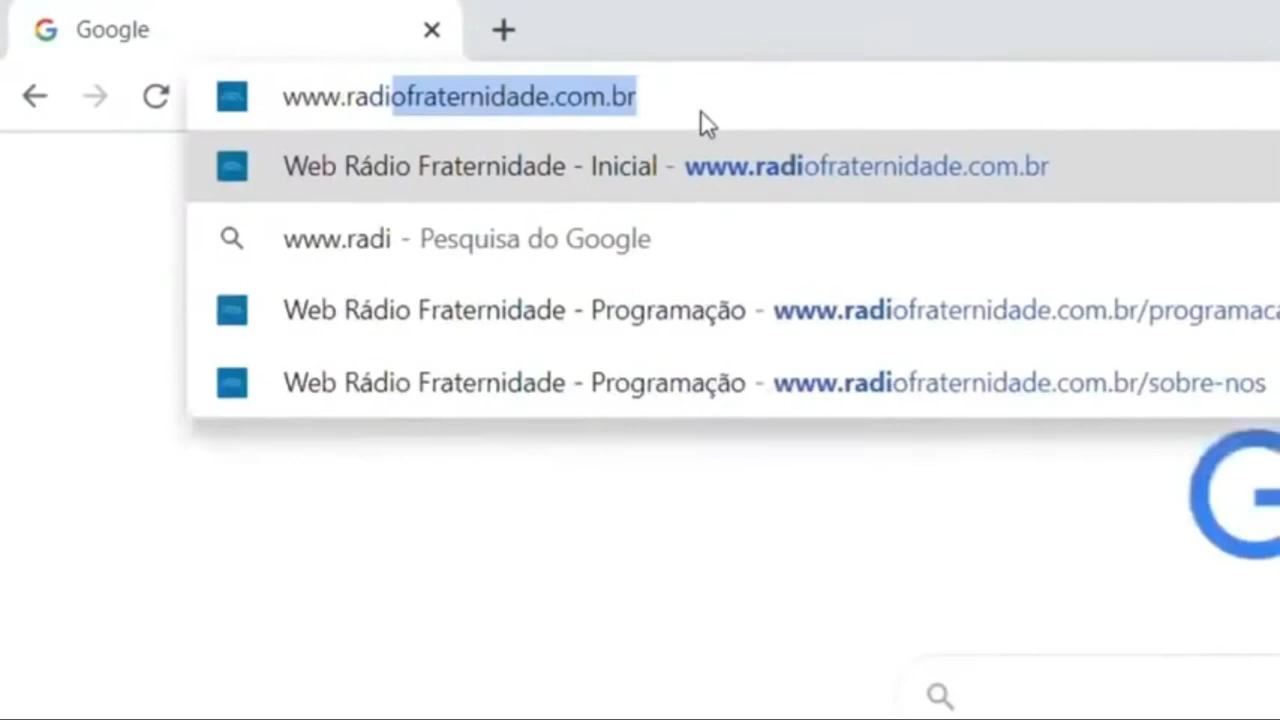 Google
www.radiofraternidade.com.br
Web Rádio Fraternidade - Inicial - www.radiofraternidade.com.br
www.radi - Pesquisa do Google
Web Rádio Fraternidade - Programação - www.radiofraternidade.com.br/programaca
Web Rádio Fraternidade - Programação - www.radiofraternidade.com.br/sobre-nos
G